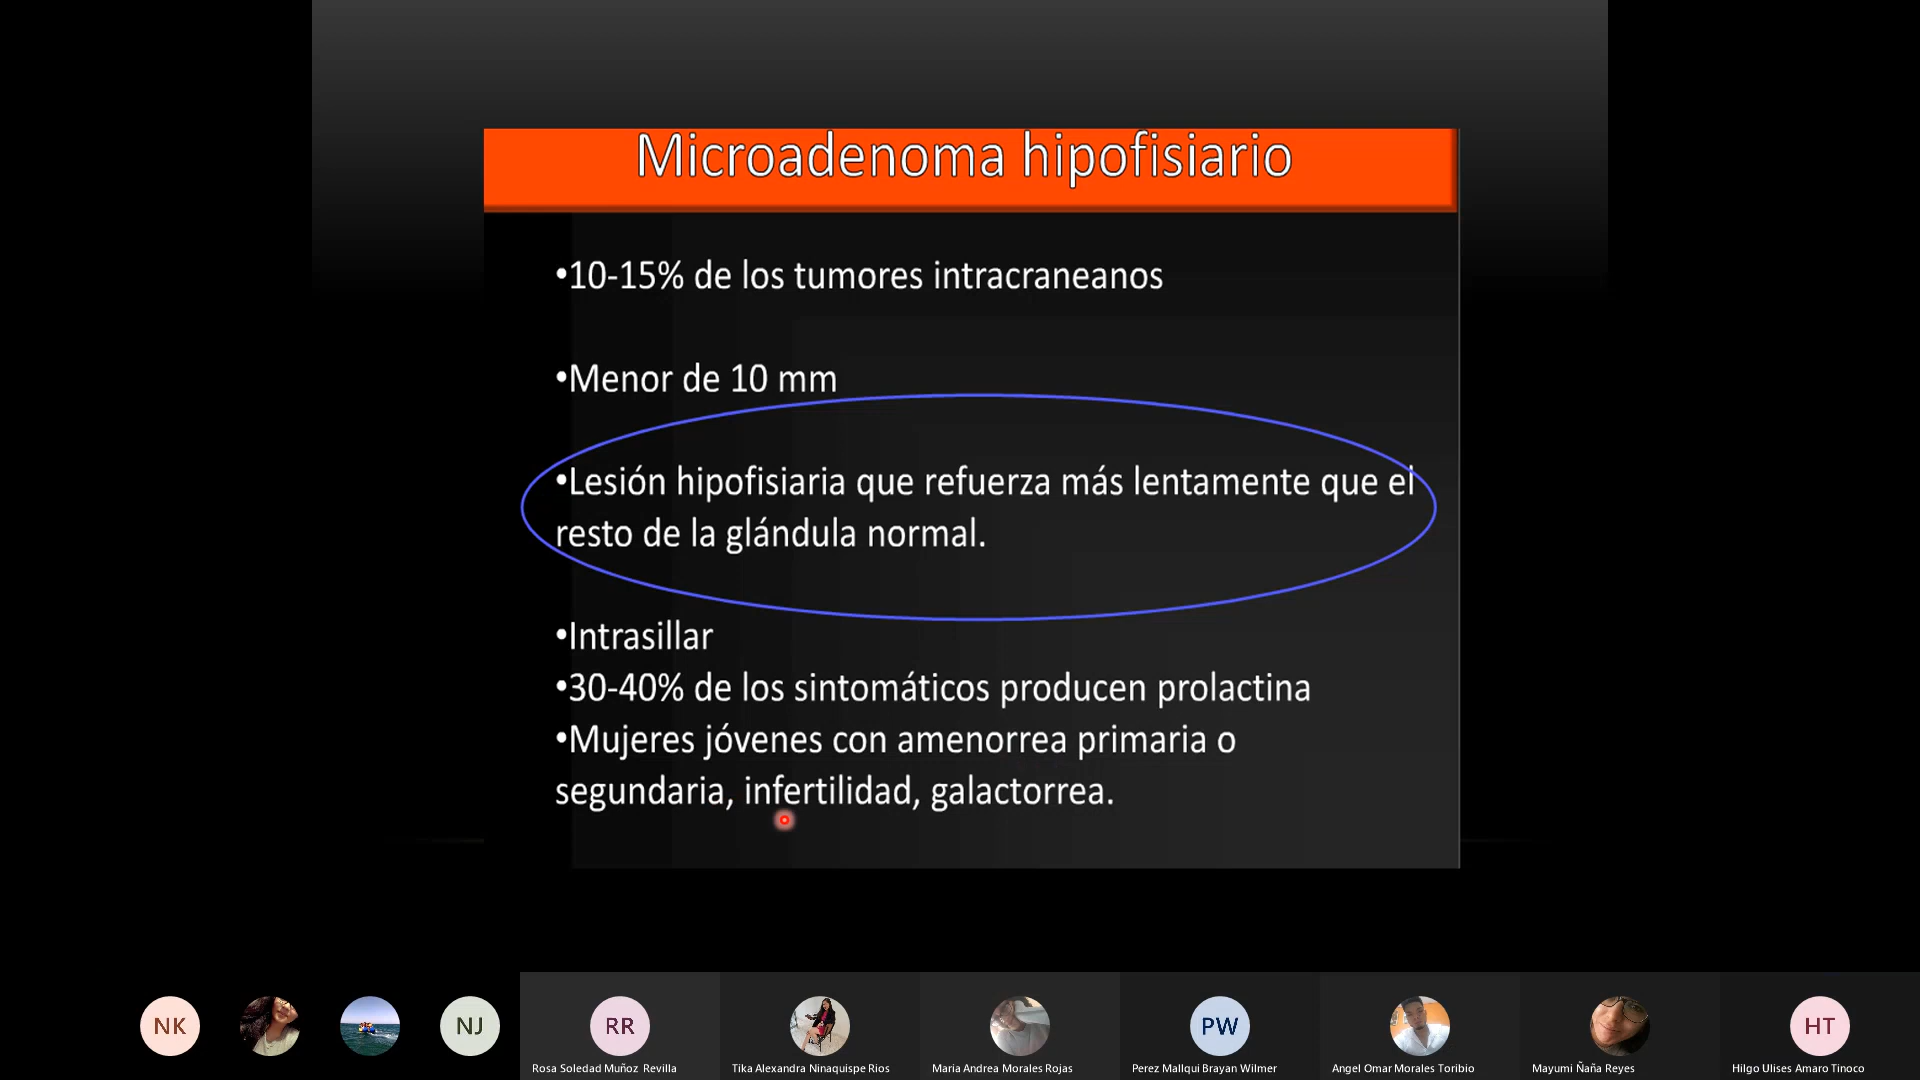 Microadenoma hipofisiario
•10-15% de los tumores intracraneanos
•Menor de 10 mm
•Lesión hipofisiaria que refuerza más lentamente que el
resto de la glándula normal.
•Intrasillar
•30-40% de los sintomáticos producen prolactina
•Mujeres jóvenes con amenorrea primaria o
segundaria, infertilidad, galactorrea.
NK
NJ
RR
PW
HT
Rosa Soledad Muñoz Revilla
Tika Alexandra Ninaquispe Rios
Maria Andrea Morales Rojas
Perez Mallqui Brayan Wilmer
Angel Omar Morales Toribio
Mayumi Ñaña Reyes
Hilgo Ulises Amaro Tinoco